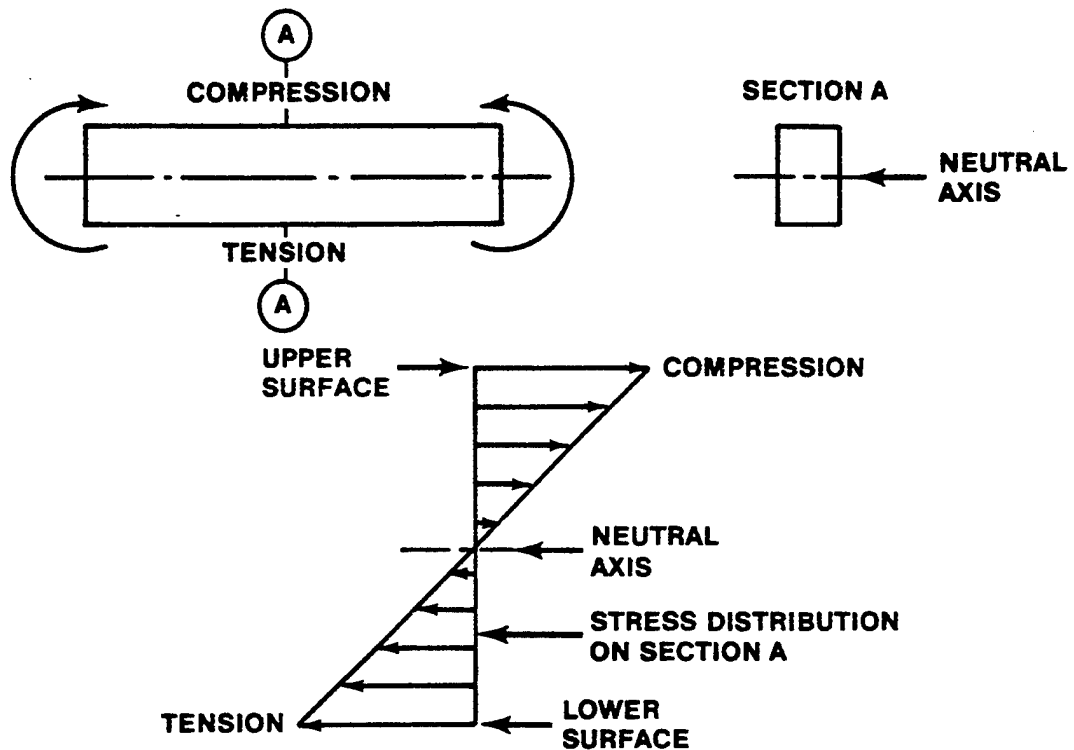 A
COMPRESSION
SECTION A
NEUTRAL
AXIS
TENSION
A
UPPER
SURFACE
COMPRESSION
NEUTRAL
AXIS
STRESS DISTRIBUTION
ON SECTION A
TENSION
LOWER
SURFACE